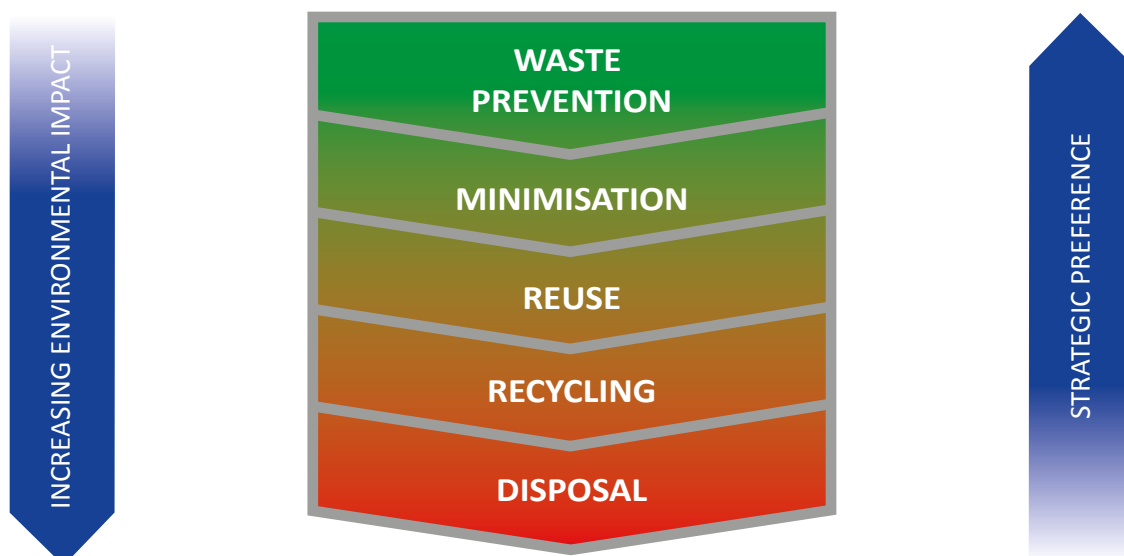 INCREASING ENVIRONMENTAL IMPACT
WASTE
PREVENTION
MINIMISATION
REUSE
RECYCLING
DISPOSAL
STRATEGIC PREFERENCE